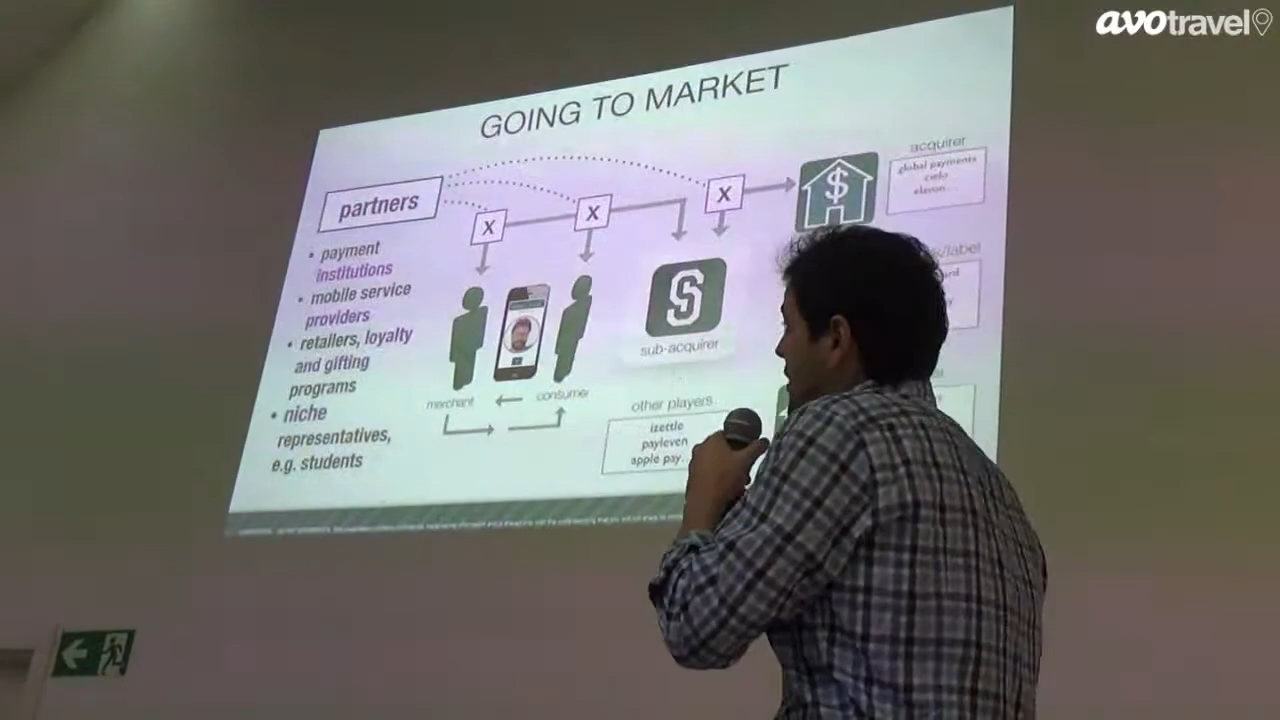 avotravel
GOING TO MARKET
partners
• payment
institutions
• mobile service
providers
• retailers, loyalty
and gifting
programs
• niche
representatives,
e.g. students
X
X
X
merchant
consumer
S
sub-acquirer
other players
izettle
payleven
apple pay...
$
acquirer
global payments
cielo
elavon...
/label